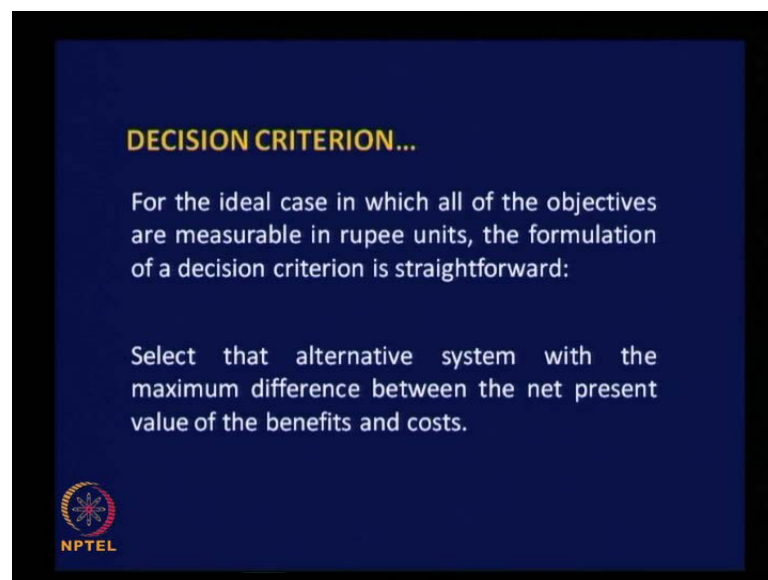 DECISION CRITERION...
For the ideal case in which all of the objectives
are measurable in rupee units, the formulation
of a decision criterion is straightforward:
Select that alternative system with the
maximum difference between the net present
value of the benefits and costs.
NPTEL